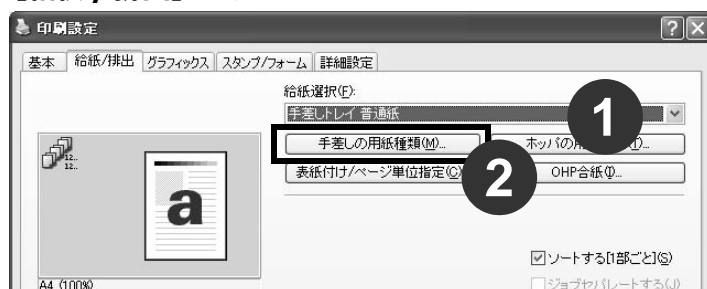 印刷設定
基本 給紙/排出 グラフィックス スタンプ/フォーム 詳細設定
給紙選択(F):
手差しトレイ 普通紙
1
手差しの用紙種類(M)...
ホッパの用
2
表紙付け/ページ単位指定(C)
OHP合紙(I)...
12..
12..
a
ソートする[1部ごと](S)
A4 (100%)
ジョブセパレートする(J)